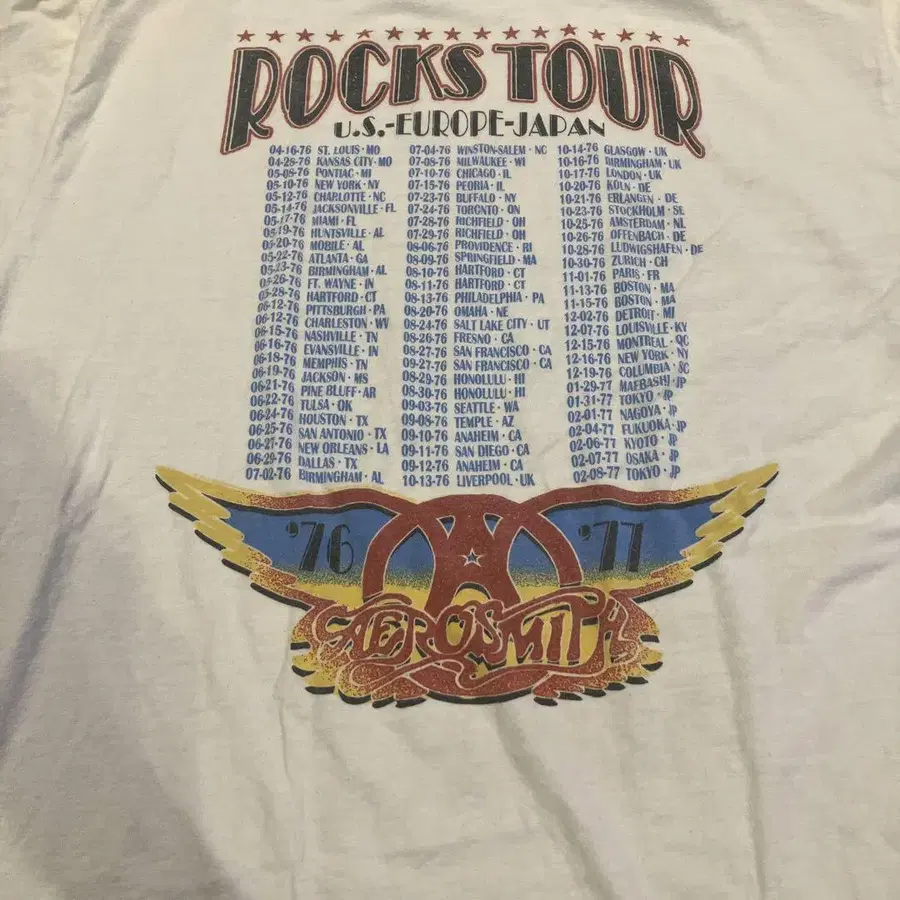 ROCKS TOUR
U.S.-EUROPE-JAPAN
04-16-76 ST. LOUIS · MO
04-28-76 KANSAS CITY · MO
05-08-76 PONTIAC · MI
05-10-76 NEW YORK · NY
05-12-76 CHARLOTTE · NC
05-14-76 JACKSONVILLE · FL
05-17-76 MIAMI · FL
05-19-76 HUNTSVILLE · AL
05-20-76 MOBILE · AL
05-22-76 ATLANTA · GA
05-23-76 BIRMINGHAM · AL
05-26-76 FT. WAYNE · IN
05-28-76 HARTFORD · CT
06-12-76 PITTSBURGH · PA
06-12-76 CHARLESTON · WV
06-15-76 NASHVILLE · TN
06-16-76 EVANSVILLE · IN
06-18-76 MEMPHIS · TN
06-19-76 JACKSON · MS
06-21-76 PINE BLUFF · AR
06-22-76 TULSA · OK
06-24-76 HOUSTON · TX
06-25-76 SAN ANTONIO · TX
06-27-76 NEW ORLEANS · LA
06-29-76 DALLAS · TX
07-02-76 BIRMINGHAM · AL
07-04-76 WINSTON-SALEM · NC
07-08-76 MILWAUKEE · WI
07-10-76 CHICAGO · IL
07-15-76 PEORIA · IL
07-23-76 BUFFALO · NY
07-24-76 TORONTO · ON
07-28-76 RICHFIELD · OH
07-29-76 RICHFIELD · OH
08-06-76 PROVIDENCE · RI
08-09-76 SPRINGFIELD · MA
08-10-76 HARTFORD · CT
08-11-76 HARTFORD · CT
08-13-76 PHILADELPHIA · PA
08-20-76 OMAHA · NE
08-24-76 SALT LAKE CITY · UT
08-26-76 FRESNO · CA
08-27-76 SAN FRANCISCO · CA
09-27-76 SAN FRANCISCO · CA
08-29-76 HONOLULU · HI
08-30-76 HONOLULU · HI
09-03-76 SEATTLE · WA
09-08-76 TEMPLE · AZ
09-10-76 ANAHEIM · CA
09-11-76 SAN DIEGO · CA
09-12-76 ANAHEIM · CA
10-13-76 LIVERPOOL · UK
10-14-76 GLASGOW · UK
10-16-76 BIRMINGHAM · UK
10-17-76 LONDON · UK
10-20-76 KOLN · DE
10-21-76 ERLANGEN · DE
10-23-76 STOCKHOLM · SE
10-25-76 AMSTERDAM · NL
10-26-76 OFFENBACH · DE
10-28-76 LUDWIGSHAFEN · DE
10-30-76 ZURICH · CH
11-01-76 PARIS · FR
11-13-76 BOSTON · MA
11-15-76 BOSTON · MA
12-02-76 DETROIT · MI
12-07-76 LOUISVILLE · KY
12-15-76 MONTREAL · QC
12-16-76 NEW YORK · NY
12-19-76 COLUMBIA · SC
01-29-77 MAEBASHI · JP
01-31-77 TOKYO · JP
02-01-77 NAGOYA · JP
02-04-77 FUKUOKA · JP
02-06-77 KYOTO · JP
02-07-77 OSAKA · JP
02-08-77 TOKYO · JP
'76 A '77
AEROSMITH